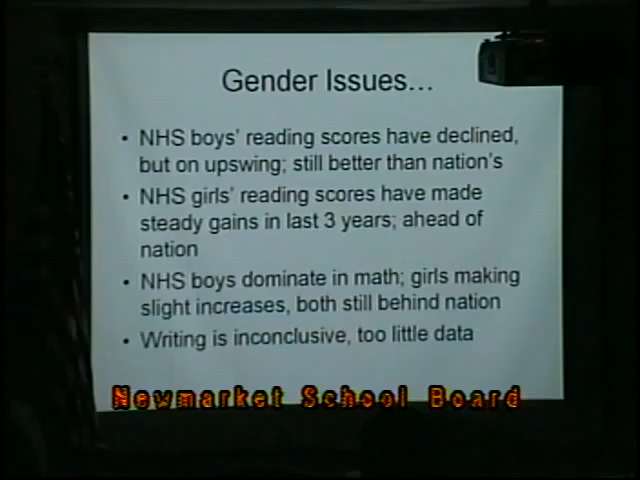 Gender Issues...
• NHS boys' reading scores have declined,
but on upswing; still better than nation's
• NHS girls' reading scores have made
steady gains in last 3 years; ahead of
nation
• NHS boys dominate in math; girls making
slight increases, both still behind nation
• Writing is inconclusive, too little data
Newmarket School Board